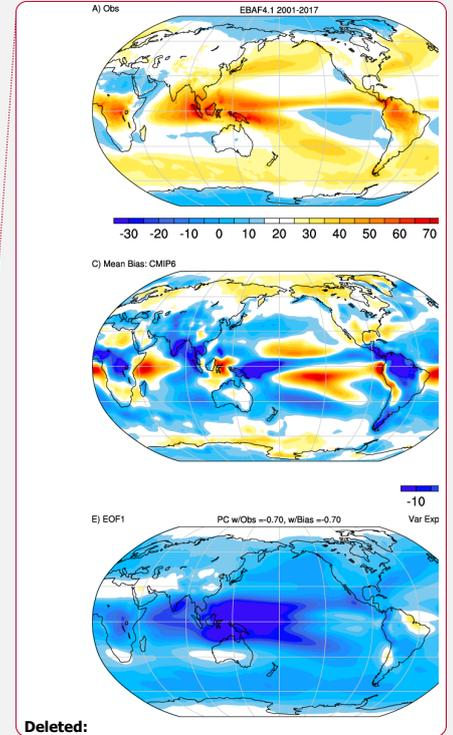 A) Obs EBAF4.1 2001-2017
-30 -20 -10 0 10 20 30 40 50 60 70
C) Mean Bias: CMIP6
-10
E) EOF1 PC w/Obs =-0.70, w/Bias =-0.70 Var Exp
Deleted: